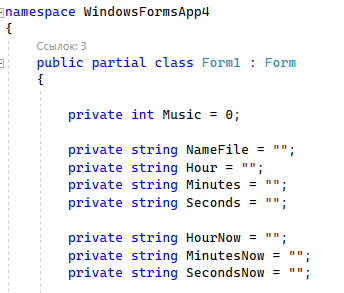 namespace WindowsFormsApp4
{
Ссылок: 3
public partial class Form1 : Form
{
private int Music = 0;
private string NameFile = "";
private string Hour = "";
private string Minutes = "";
private string Seconds = "";
private string HourNow = "";
private string MinutesNow = "";
private string SecondsNow = "";